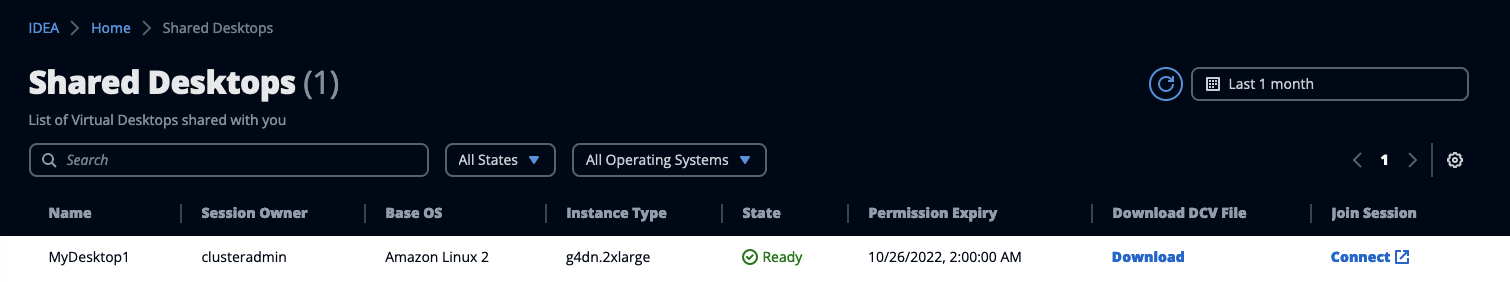 IDEA Home Shared Desktops
Shared Desktops (1)
Last 1 month
List of Virtual Desktops shared with you
Search All States All Operating Systems 1
Name Session Owner Base OS Instance Type State Permission Expiry Download DCV File Join Session
MyDesktop1 clusteradmin Amazon Linux 2 g4dn.2xlarge Ready 10/26/2022, 2:00:00 AM Download Connect